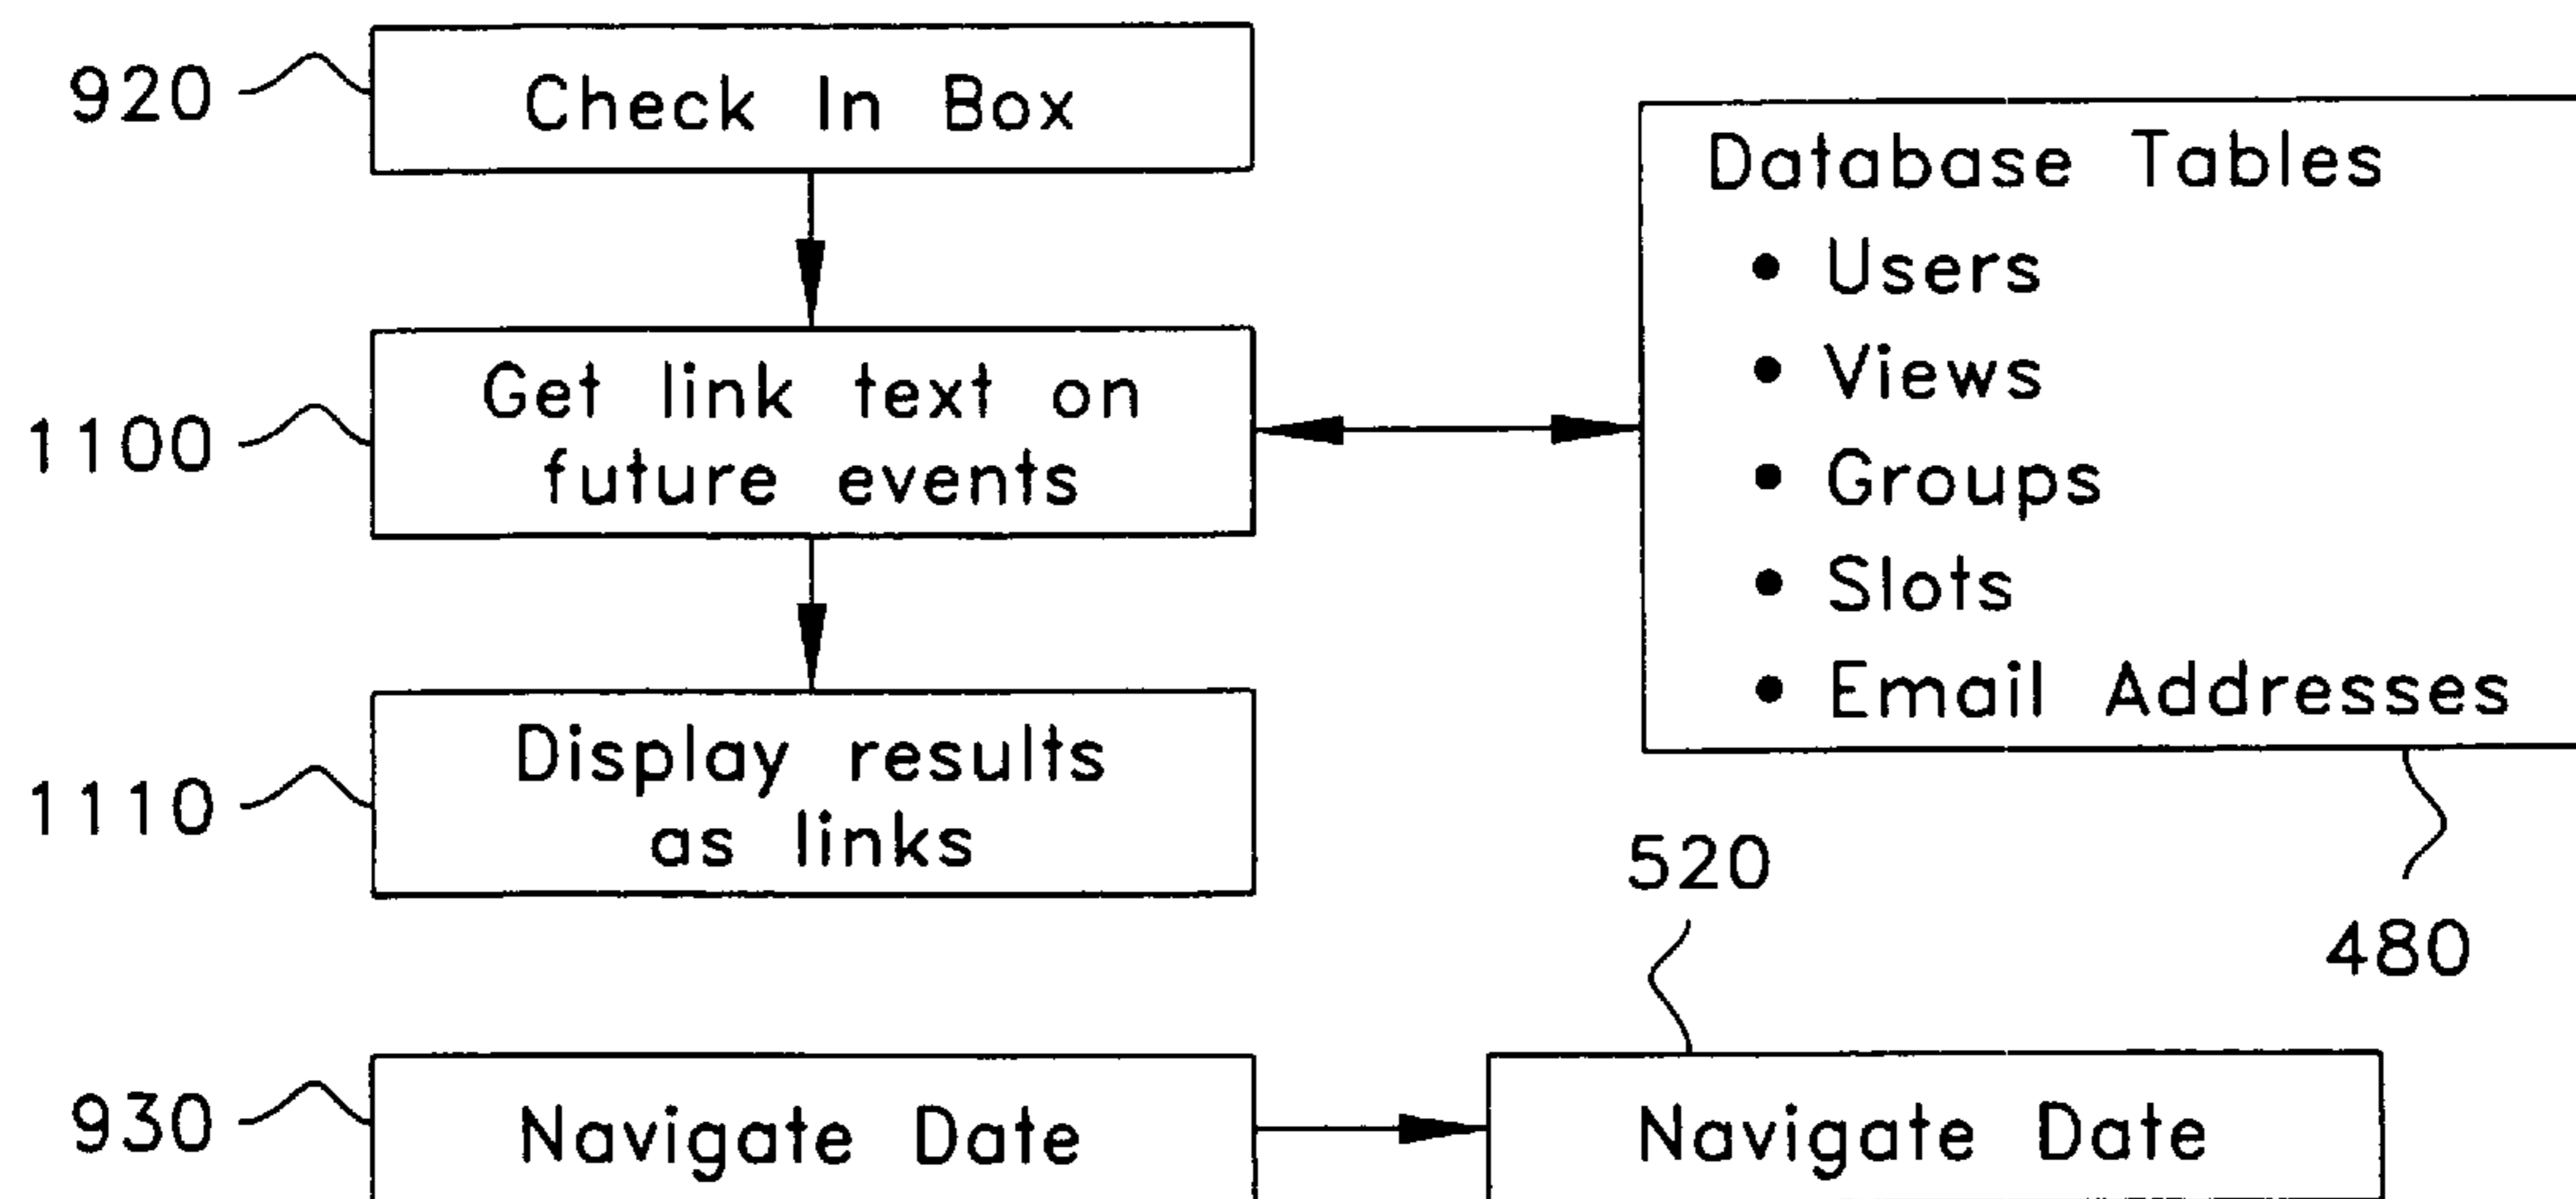 920
Check In Box
1100
Get link text on
future events
1110
Display results
as links
Database Tables
• Users
• Views
• Groups
• Slots
• Email Addresses
480
520
930
Navigate Date
Navigate Date